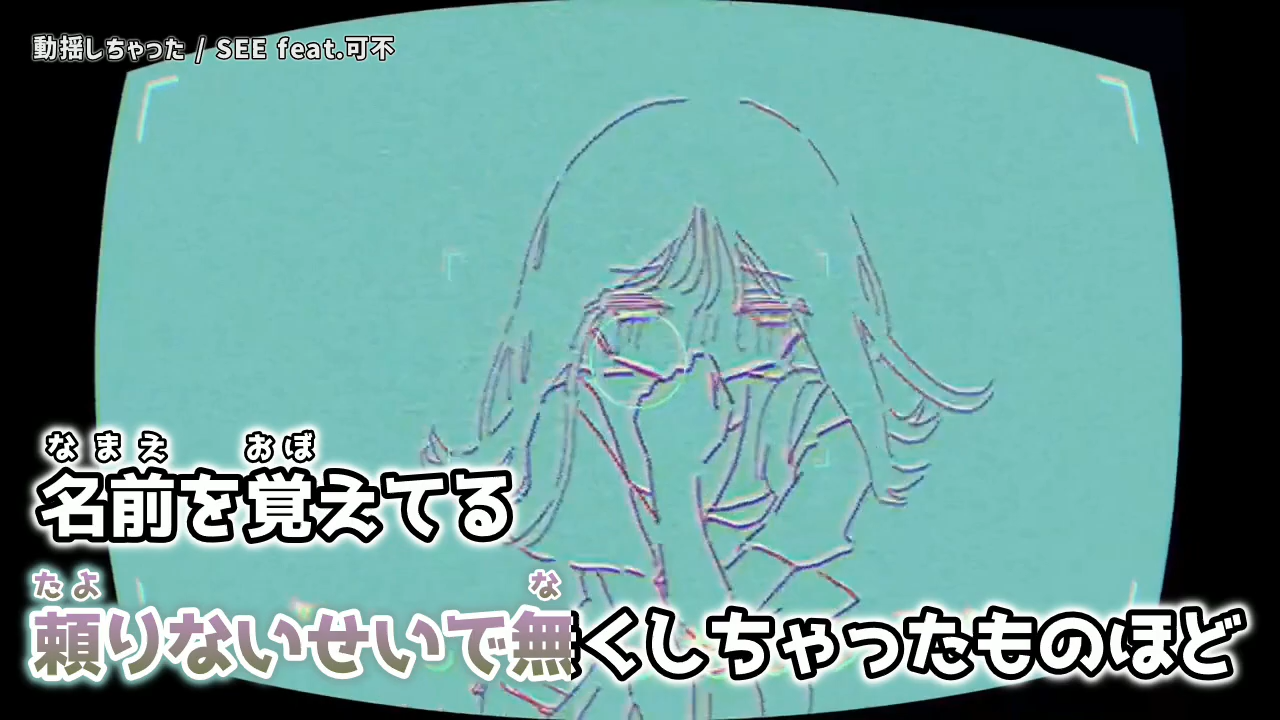 動揺しちゃった / SEE feat.可不
なまえ おぼ
名前を覚えてる
たよ な
頼りないせいで無くしちゃったものほど